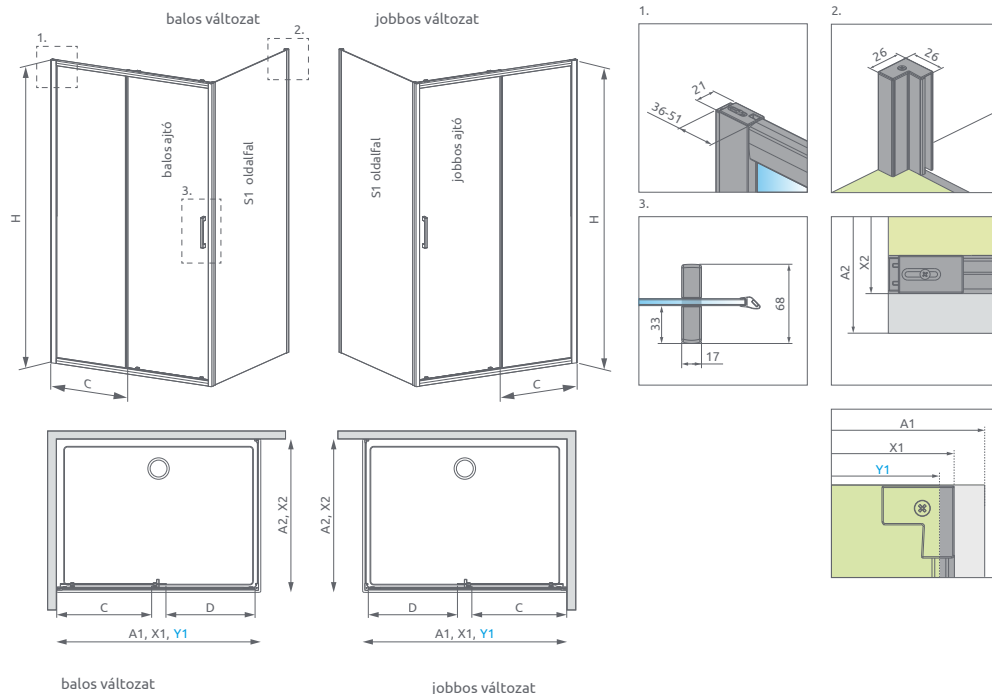 balos változat
jobbos változat
1.
2.
H
balos ajtó
S1 oldalfal
3.
C
S1 oldalfal
jobbos ajtó
H
C
1.
21
36-51
2.
26
26
3.
33
68
17
A2
X2
A1
X1
Y1
A2, X2
C
D
A1, X1, Y1
A2, X2
D
C
A1, X1, Y1
balos változat
jobbos változat